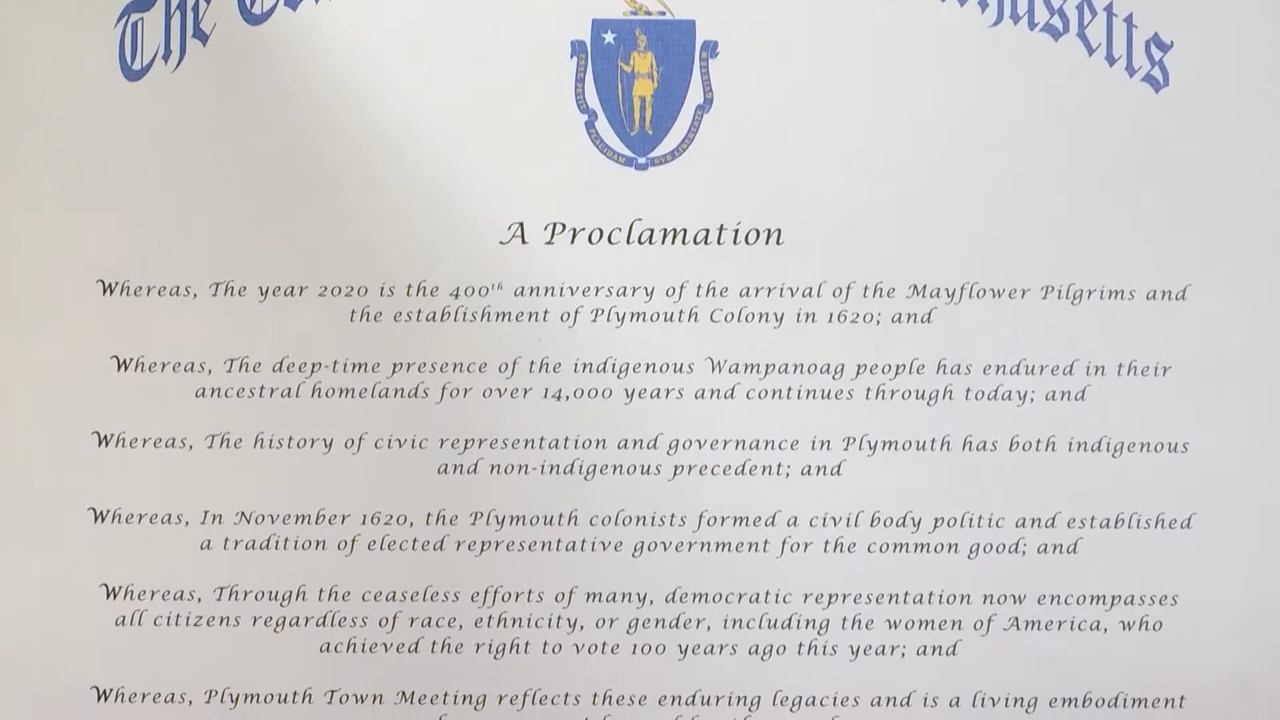 The
setts
ENSE PETIT PLACIDAM SVB LIBERTATE
A Proclamation
Whereas, The year 2020 is the 400th anniversary of the arrival of the Mayflower Pilgrims and
the establishment of Plymouth Colony in 1620; and
Whereas, The deep-time presence of the indigenous Wampanoag people has endured in their
ancestral homelands for over 14,000 years and continues through today; and
Whereas, The history of civic representation and governance in Plymouth has both indigenous
and non-indigenous precedent; and
Whereas, In November 1620, the Plymouth colonists formed a civil body politic and established
a tradition of elected representative government for the common good; and
Whereas, Through the ceaseless efforts of many, democratic representation now encompasses
all citizens regardless of race, ethnicity, or gender, including the women of America, who
achieved the right to vote 100 years ago this year; and
Whereas, Plymouth Town Meeting reflects these enduring legacies and is a living embodiment